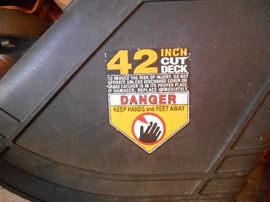 42 INCH
CUT
DECK
TO REDUCE THE RISK OF INJURY, DO NOT
OPERATE UNLESS DISCHARGE COVER OR
GRASS CATCHER IS IN ITS PROPER PLACE
IF DAMAGED, REPLACE IMMEDIATELY
DANGER
KEEP HANDS and FEET AWAY